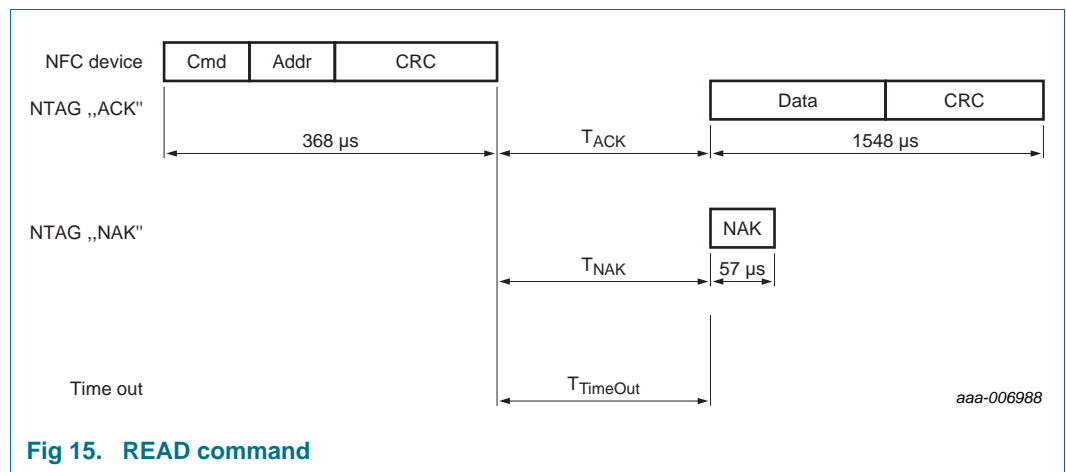 NFC device Cmd Addr CRC
NTAG ,,ACK" Data CRC
368 µs TACK 1548 µs
NTAG ,,NAK" NAK
TNAK 57 µs
Time out TTimeOut aaa-006988
Fig 15. READ command